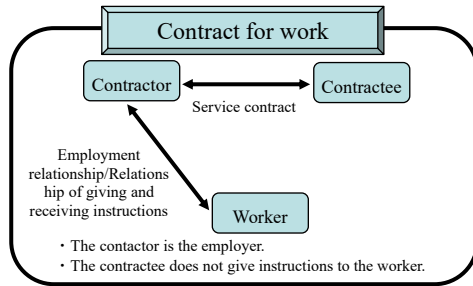 Contract for work
Contractor
Contractee
Service contract
Employment
relationship/Relations
hip of giving and
receiving instructions
Worker
・The contactor is the employer.
・The contractee does not give instructions to the worker.